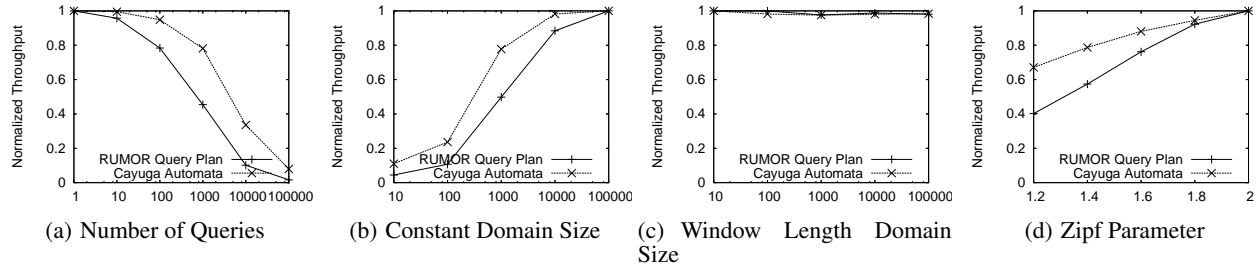 Normalized Throughput
1
0.8
0.6
0.4
0.2
0
RUMOR Query Plan
Cayuga Automata
1 10 100 1000 10000 100000
(a) Number of Queries
Normalized Throughput
1
0.8
0.6
0.4
0.2
0
RUMOR Query Plan
Cayuga Automata
10 100 1000 10000 100000
(b) Constant Domain Size
Normalized Throughput
1
0.8
0.6
0.4
0.2
0
RUMOR Query Plan
Cayuga Automata
10 100 1000 10000 100000
(c) Window Length Domain
Size
Normalized Throughput
1
0.8
0.6
0.4
0.2
0
RUMOR Query Plan
Cayuga Automata
1.2 1.4 1.6 1.8 2
(d) Zipf Parameter